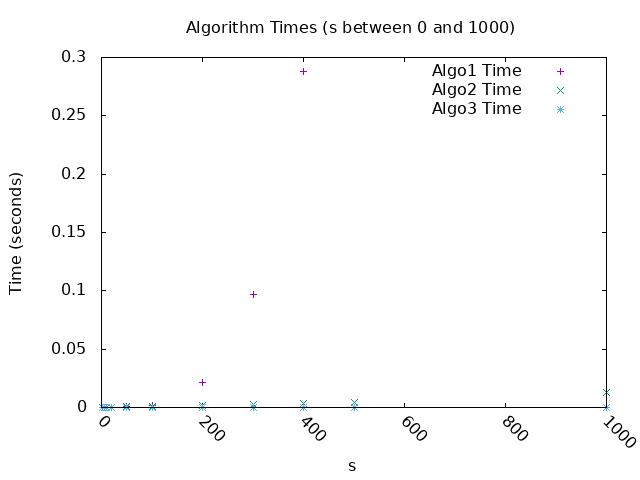 Algorithm Times (s between 0 and 1000)
0.3
Algo1 Time
Algo2 Time
0.25
Algo3 Time
0.2
Time (seconds)
0.15
0.1
0.05
0
0 200 400 600 800 1000
s